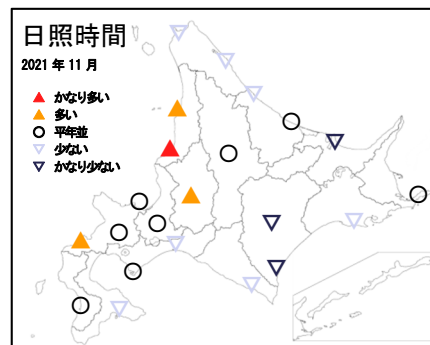 日照時間
2021 年 11 月
かなり多い
多い
平年並
少ない
かなり少ない